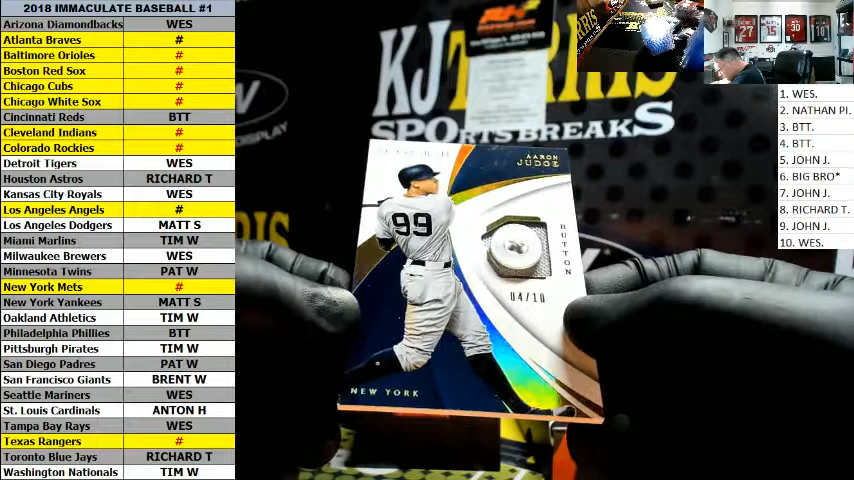 2018 IMMACULATE BASEBALL #1
Arizona Diamondbacks WES
Atlanta Braves #
Baltimore Orioles #
Boston Red Sox #
Chicago Cubs #
Chicago White Sox #
Cincinnati Reds BTT
Cleveland Indians #
Colorado Rockies #
Detroit Tigers WES
Houston Astros RICHARD T
Kansas City Royals WES
Los Angeles Angels #
Los Angeles Dodgers MATT S
Miami Marlins TIM W
Milwaukee Brewers WES
Minnesota Twins PAT W
New York Mets #
New York Yankees MATT S
Oakland Athletics TIM W
Philadelphia Phillies BTT
Pittsburgh Pirates TIM W
San Diego Padres PAT W
San Francisco Giants BRENT W
Seattle Mariners WES
St. Louis Cardinals ANTON H
Tampa Bay Rays WES
Texas Rangers #
Toronto Blue Jays RICHARD T
Washington Nationals TIM W
KJ
SPORTSBREAKS
DISPLAY
AARON
JUDGE
99
BUTTON
04/10
NEW YORK
27
15
30
1. WES.
2. NATHAN PI.
3. BTT.
4. BTT.
5. JOHN J.
6. BIG BRO*
7. JOHN J.
8. RICHARD T.
9. JOHN J.
10. WES.